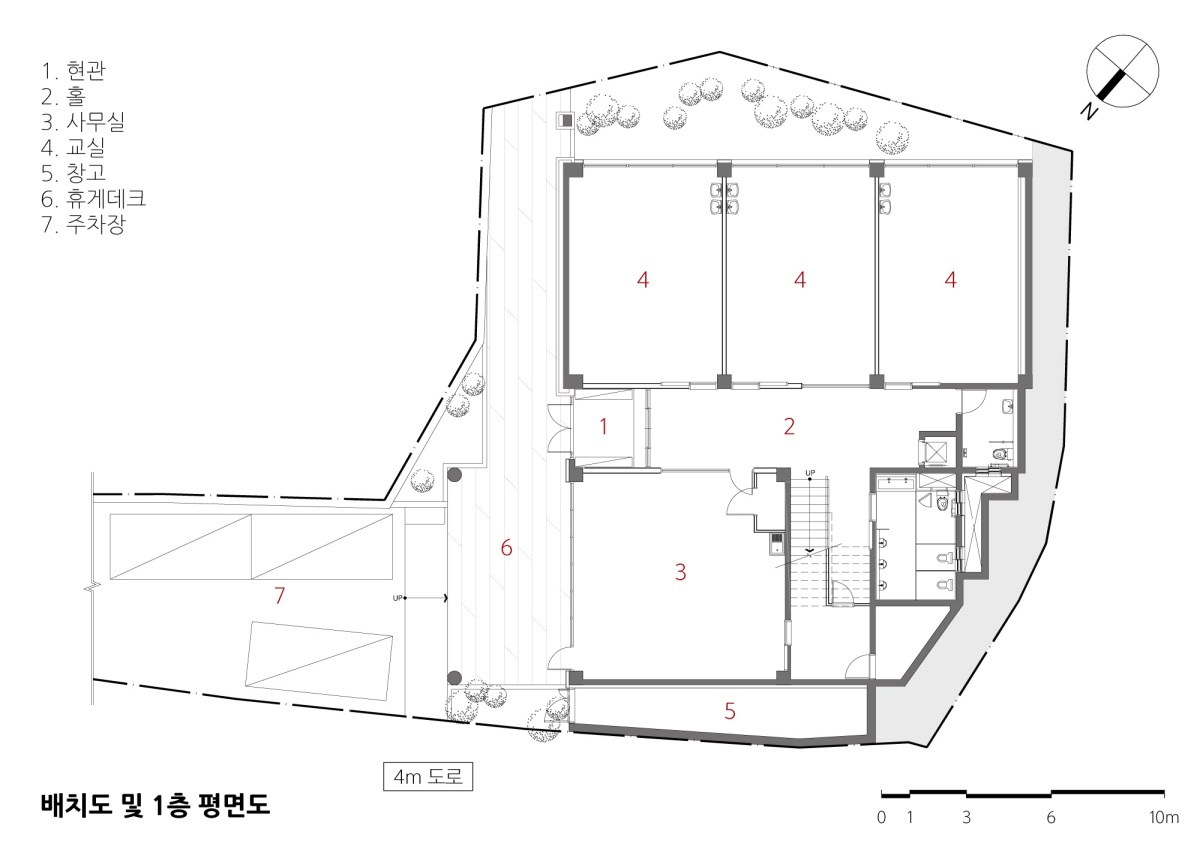 1. 현관
2. 홀
3. 사무실
4. 교실
5. 창고
6. 휴게데크
7. 주차장
N
4
4
4
1
2
UP
6
3
7
UP
5
4m 도로
배치도 및 1층 평면도
0 1 3 6 10m